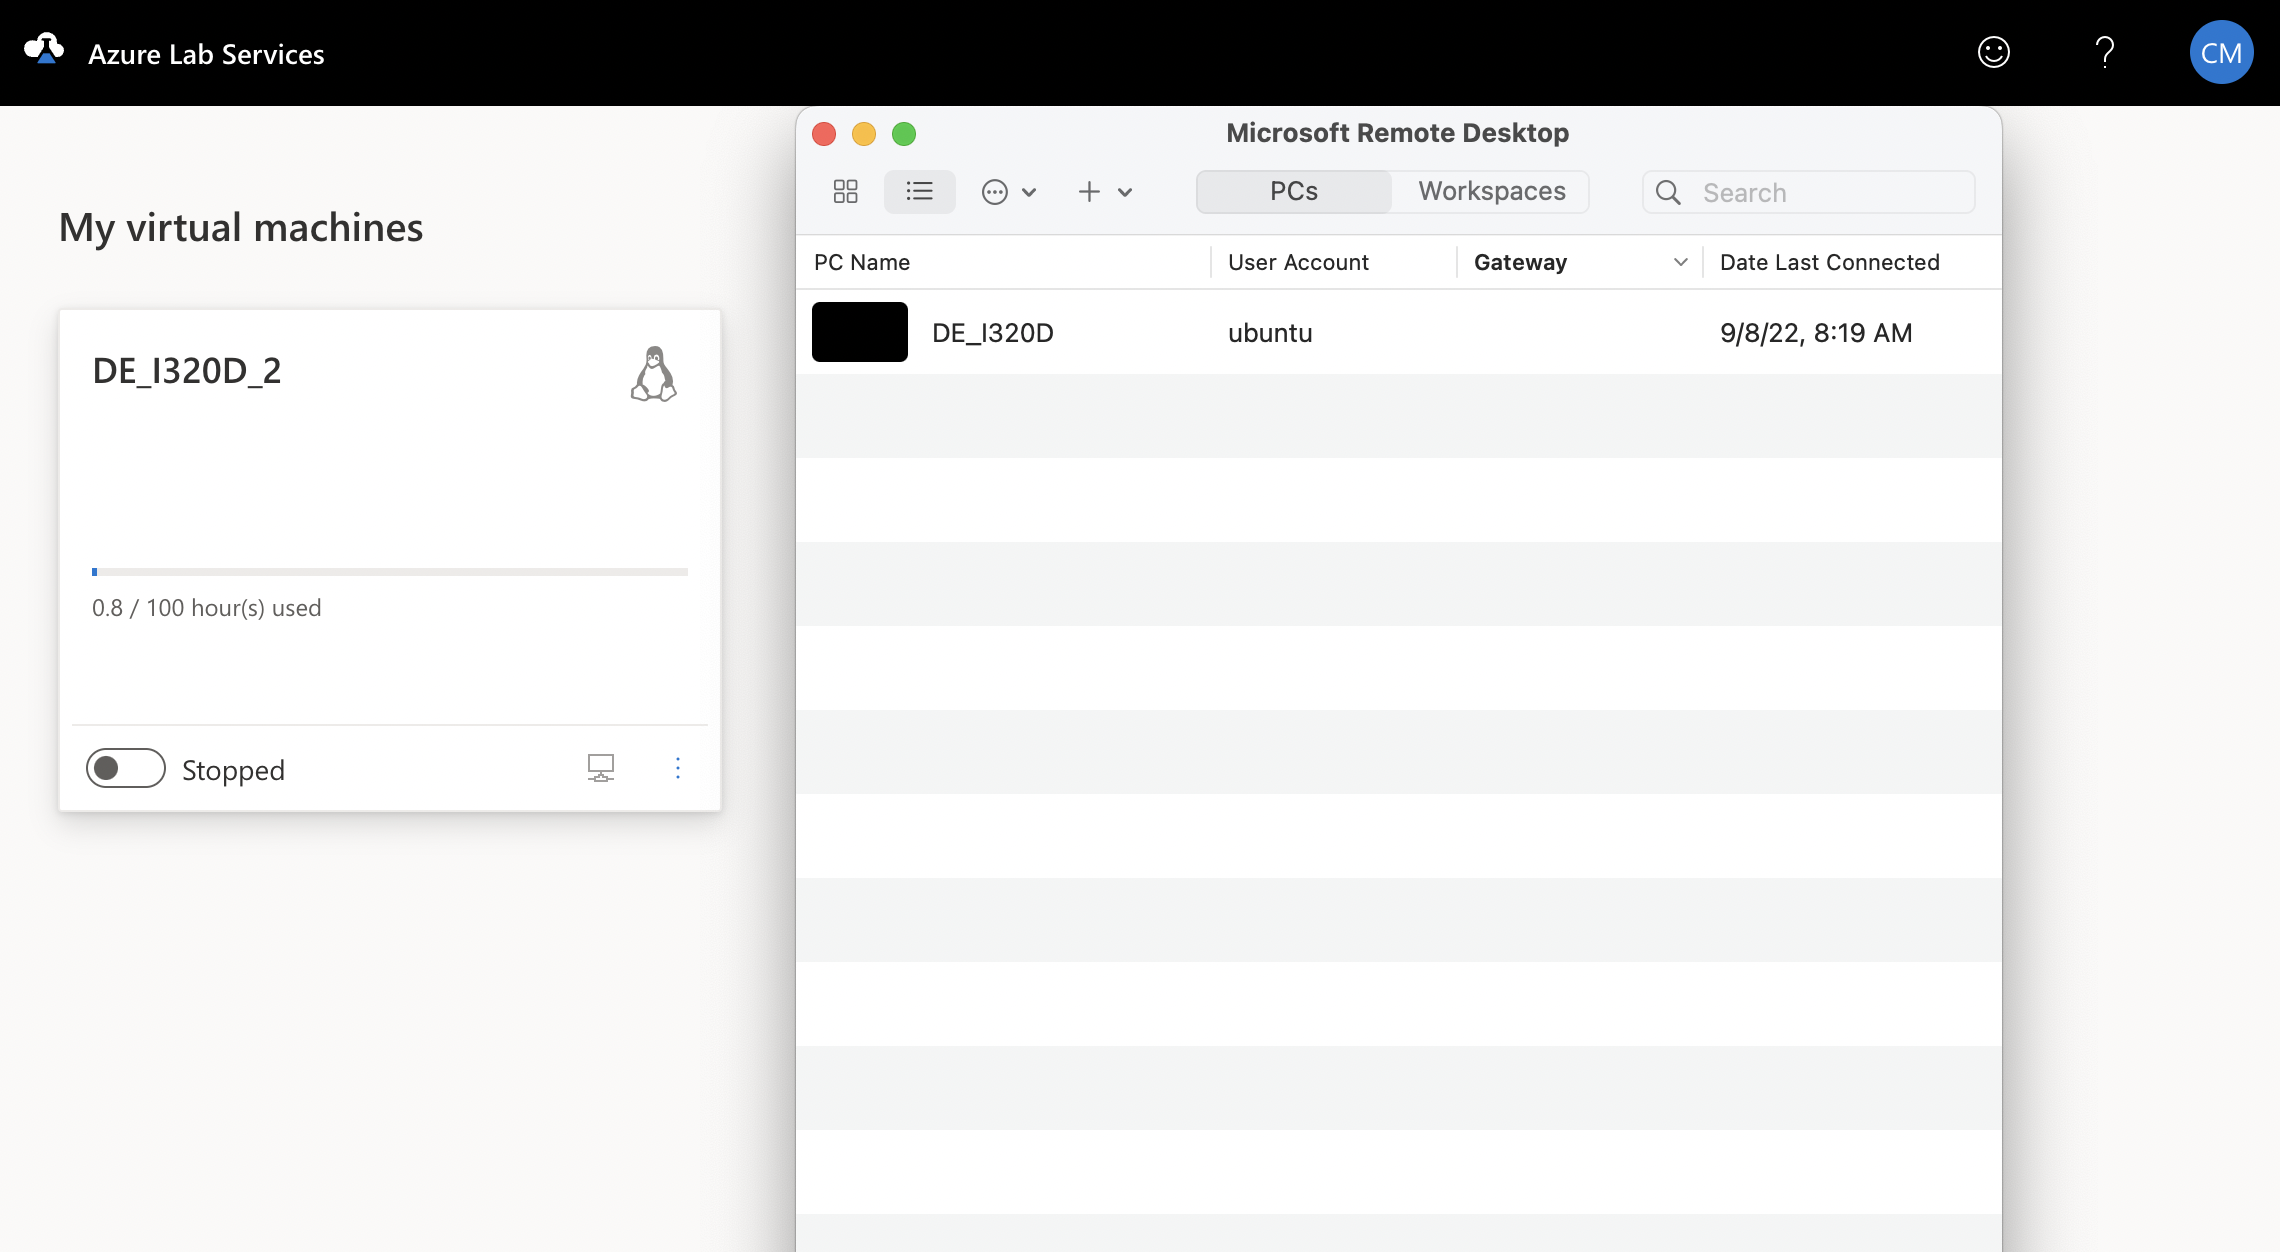 Azure Lab Services
CM
My virtual machines
DE_I320D_2
0.8 / 100 hour(s) used
Stopped
Microsoft Remote Desktop
PCs
Workspaces
Search
PC Name
User Account
Gateway
Date Last Connected
DE_I320D
ubuntu
9/8/22, 8:19 AM